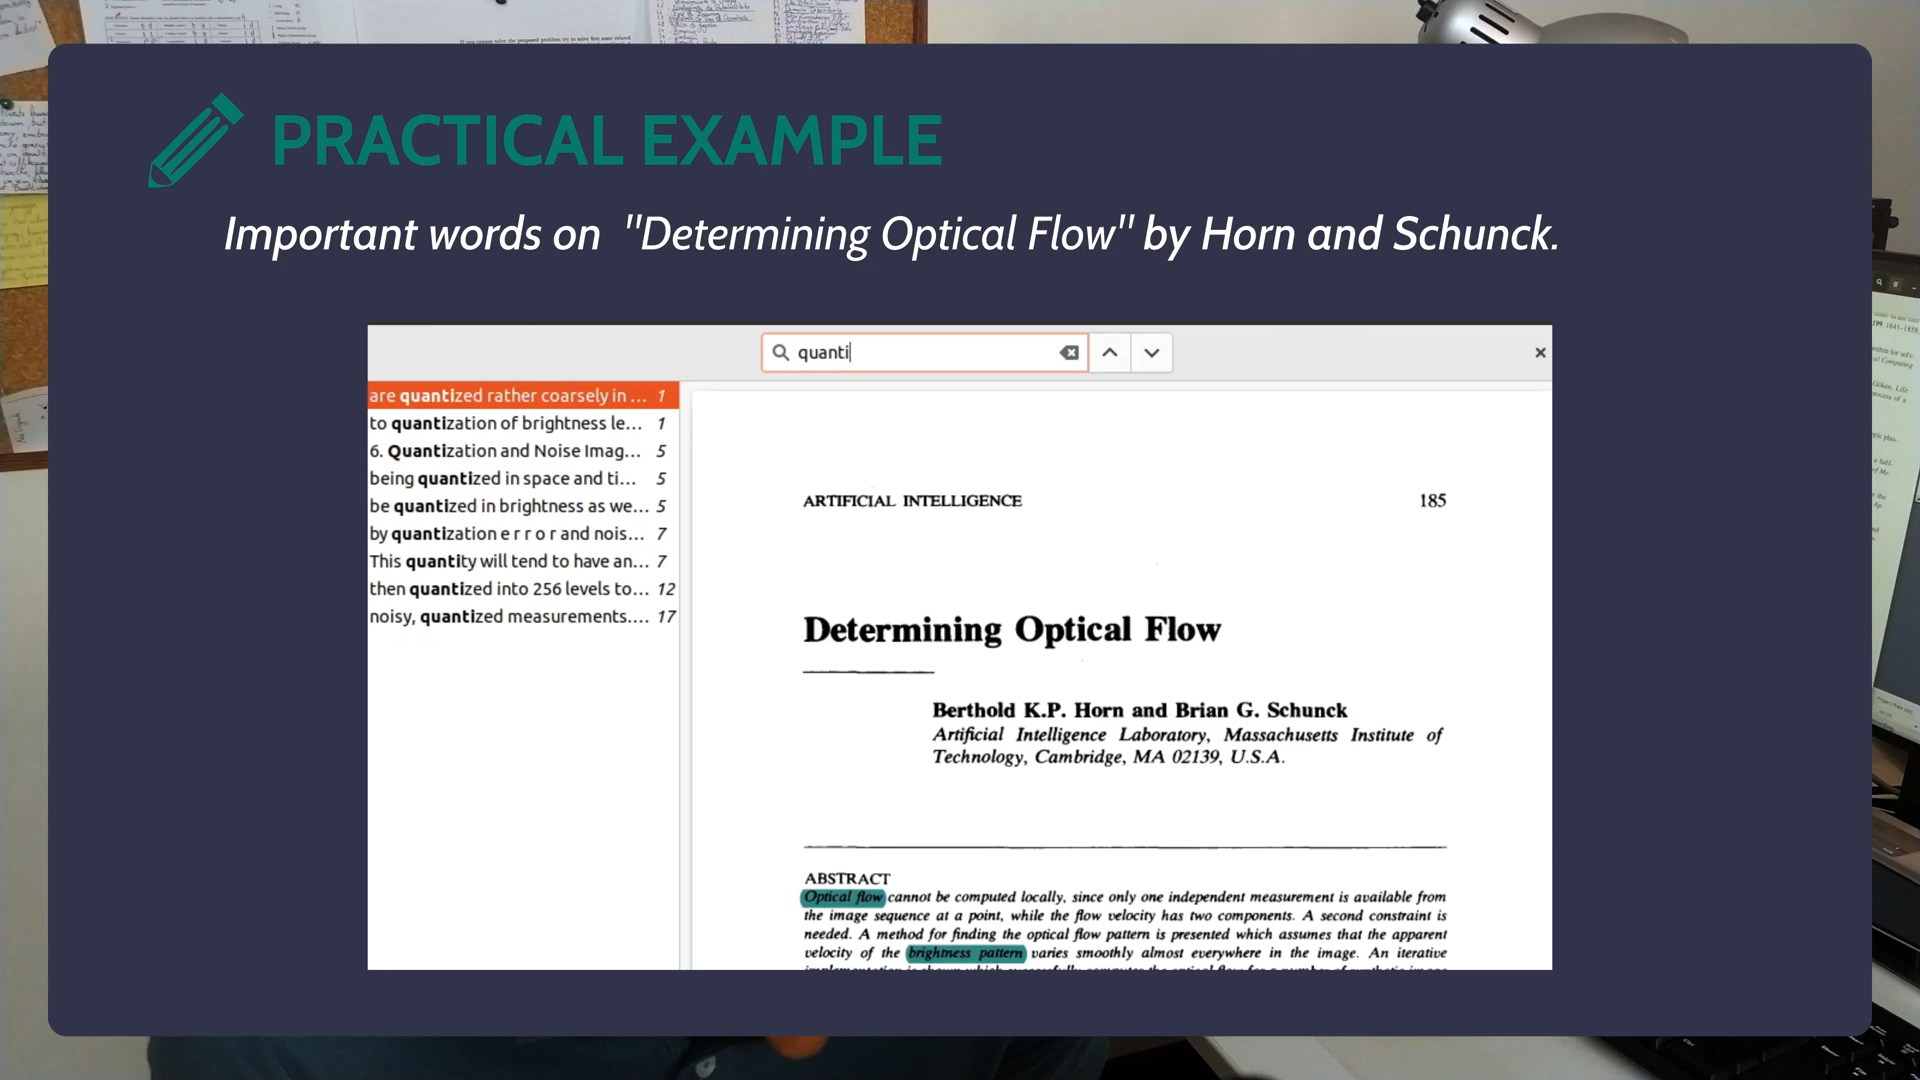 PRACTICAL EXAMPLE
Important words on "Determining Optical Flow" by Horn and Schunck.
quanti
are quantized rather coarsely in ... 1
to quantization of brightness le... 1
6. Quantization and Noise Imag... 5
being quantized in space and ti... 5
be quantized in brightness as we... 5
by quantization e r r o r and nois... 7
This quantity will tend to have an... 7
then quantized into 256 levels to... 12
noisy, quantized measurements.... 17
ARTIFICIAL INTELLIGENCE 185
Determining Optical Flow
Berthold K.P. Horn and Brian G. Schunck
Artificial Intelligence Laboratory, Massachusetts Institute of
Technology, Cambridge, MA 02139, U.S.A.
ABSTRACT
Optical flow cannot be computed locally, since only one independent measurement is available from
the image sequence at a point, while the flow velocity has two components. A second constraint is
needed. A method for finding the optical flow pattern is presented which assumes that the apparent
velocity of the brightness pattern varies smoothly almost everywhere in the image. An iterative